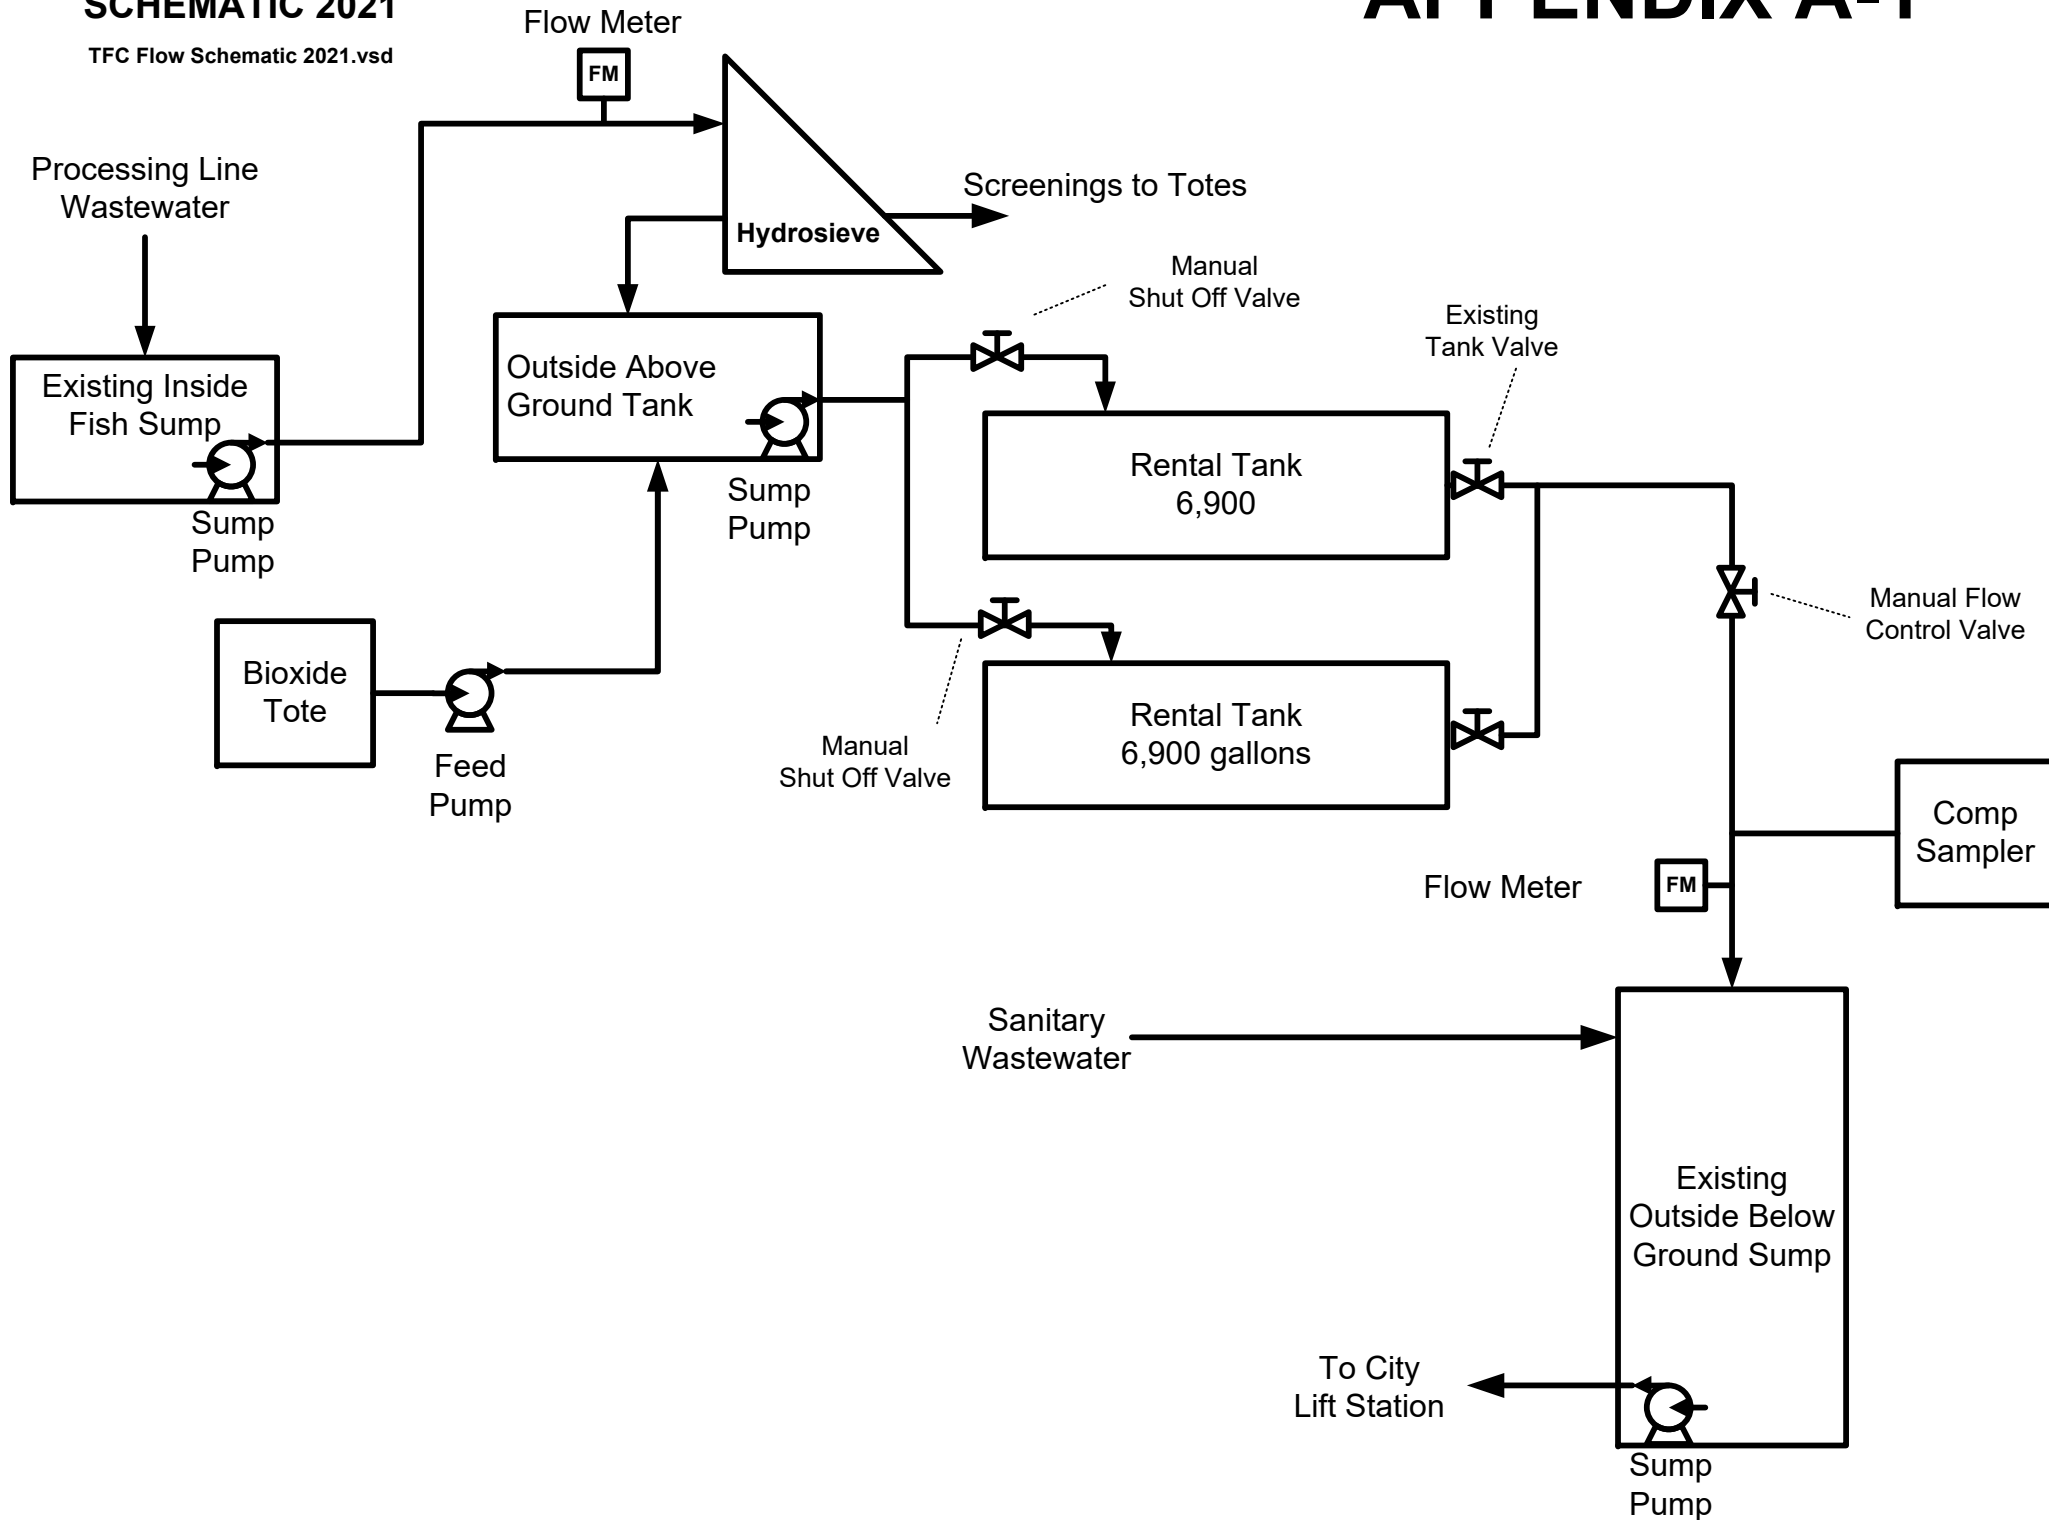 SCHEMATIC 2021
APPENDIX A-1
TFC Flow Schematic 2021.vsd
Flow Meter
FM
Processing Line
Wastewater
Screenings to Totes
Hydrosieve
Manual
Shut Off Valve
Existing
Tank Valve
Existing Inside
Fish Sump
Outside Above
Ground Tank
Sump
Pump
Sump
Pump
Rental Tank
6,900
Manual Flow
Control Valve
Bioxide
Tote
Feed
Pump
Manual
Shut Off Valve
Rental Tank
6,900 gallons
Comp
Sampler
Flow Meter
FM
Sanitary
Wastewater
Existing
Outside Below
Ground Sump
To City
Lift Station
Sump
Pump